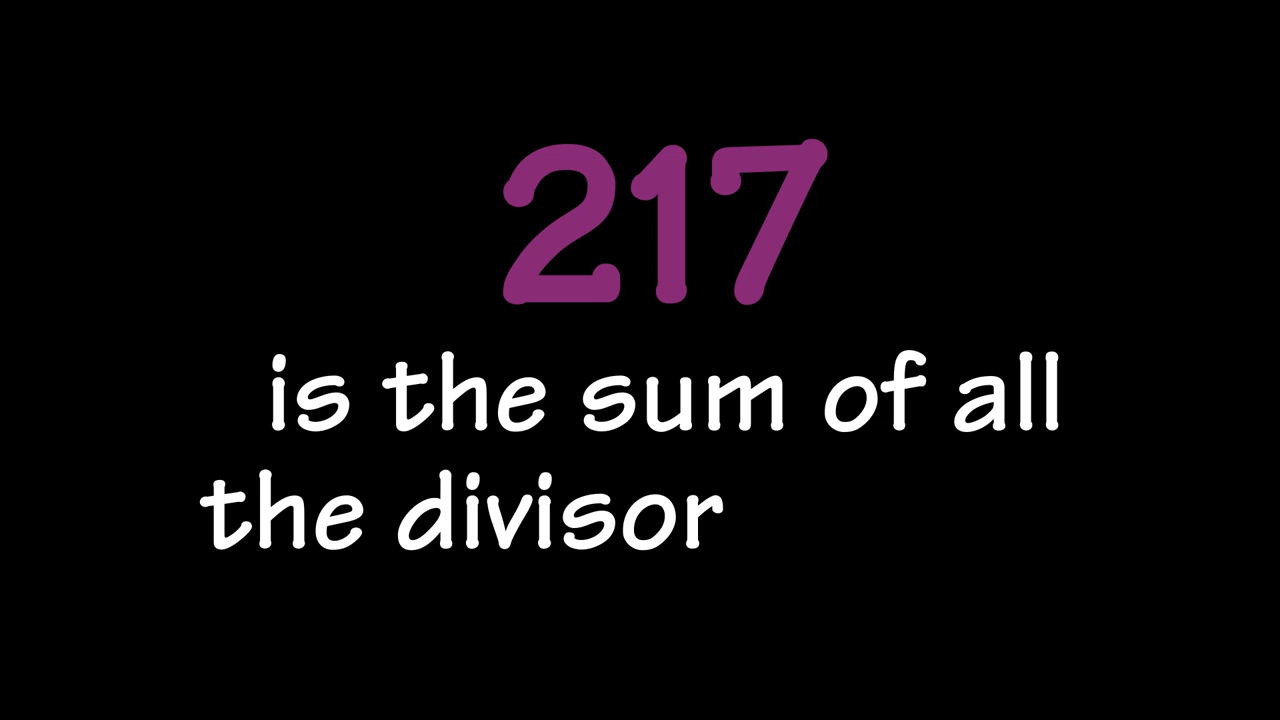 217
is the sum of all
the divisor